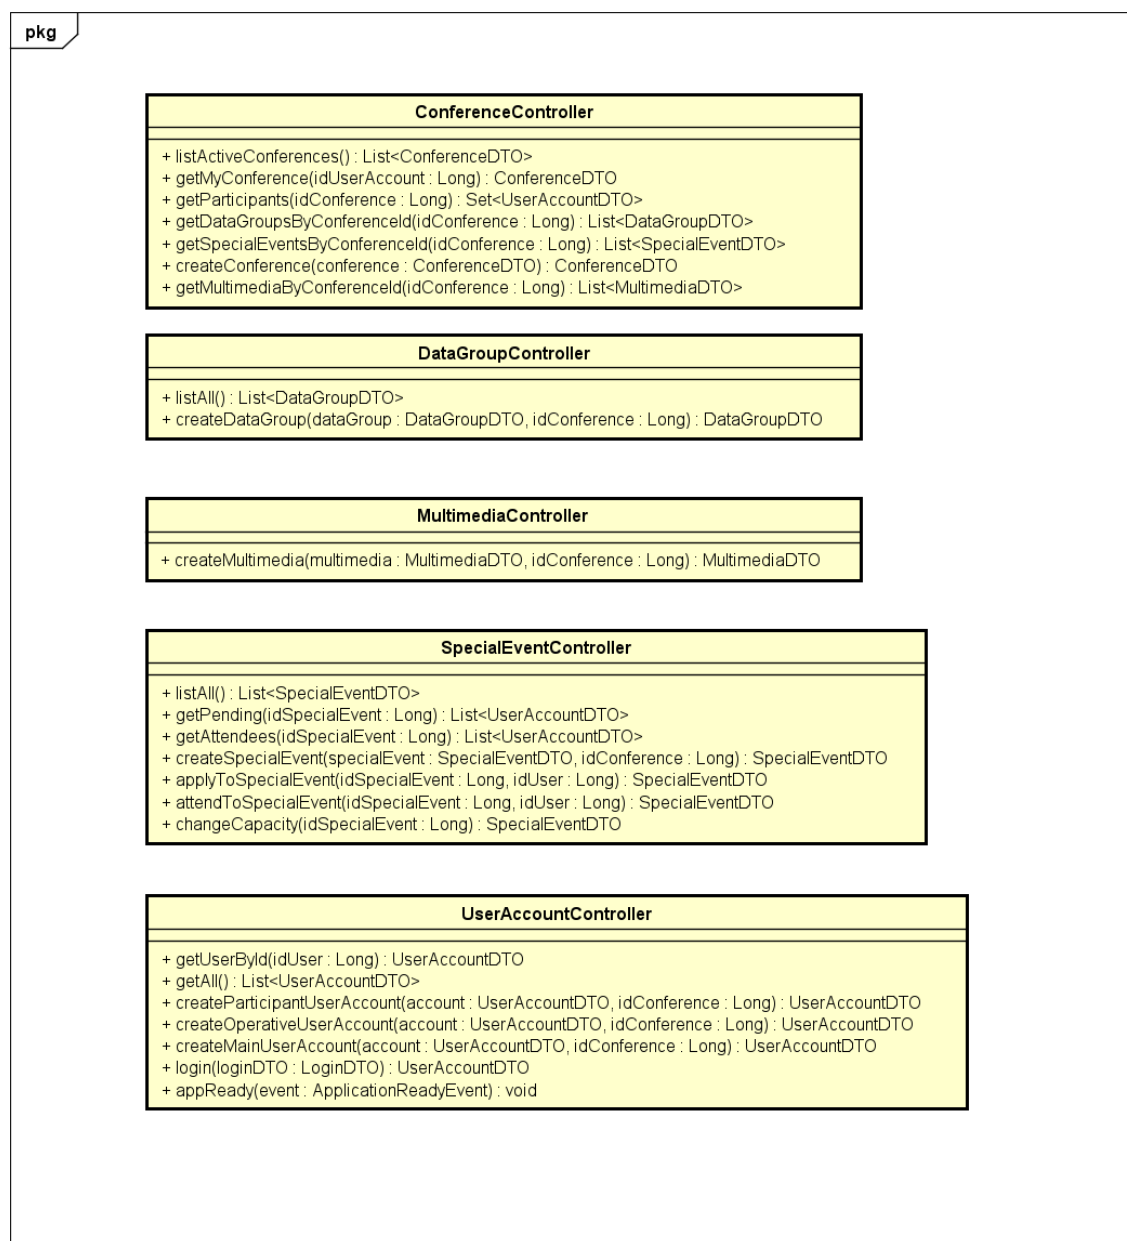 pkg
ConferenceController
+ listActiveConferences() : List<ConferenceDTO>
+ getMyConference(idUserAccount : Long) : ConferenceDTO
+ getParticipants(idConference : Long) : Set<UserAccountDTO>
+ getDataGroupsByConferenceId(idConference : Long) : List<DataGroupDTO>
+ getSpecialEventsByConferenceId(idConference : Long) : List<SpecialEventDTO>
+ createConference(conference : ConferenceDTO) : ConferenceDTO
+ getMultimediaByConferenceId(idConference : Long) : List<MultimediaDTO>
DataGroupController
+ listAll() : List<DataGroupDTO>
+ createDataGroup(dataGroup : DataGroupDTO, idConference : Long) : DataGroupDTO
MultimediaController
+ createMultimedia(multimedia : MultimediaDTO, idConference : Long) : MultimediaDTO
SpecialEventController
+ listAll() : List<SpecialEventDTO>
+ getPending(idSpecialEvent : Long) : List<UserAccountDTO>
+ getAttendees(idSpecialEvent : Long) : List<UserAccountDTO>
+ createSpecialEvent(specialEvent : SpecialEventDTO, idConference : Long) : SpecialEventDTO
+ applyToSpecialEvent(idSpecialEvent : Long, idUser : Long) : SpecialEventDTO
+ attendToSpecialEvent(idSpecialEvent : Long, idUser : Long) : SpecialEventDTO
+ changeCapacity(idSpecialEvent : Long) : SpecialEventDTO
UserAccountController
+ getUserById(idUser : Long) : UserAccountDTO
+ getAll() : List<UserAccountDTO>
+ createParticipantUserAccount(account : UserAccountDTO, idConference : Long) : UserAccountDTO
+ createOperativeUserAccount(account : UserAccountDTO, idConference : Long) : UserAccountDTO
+ createMainUserAccount(account : UserAccountDTO, idConference : Long) : UserAccountDTO
+ login(loginDTO : LoginDTO) : UserAccountDTO
+ appReady(event : ApplicationReadyEvent) : void